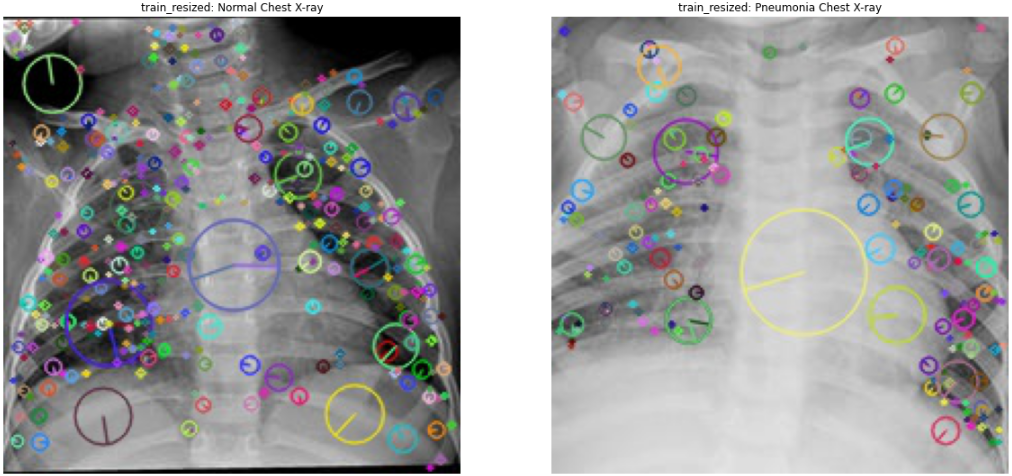 train_resized: Normal Chest X-ray
train_resized: Pneumonia Chest X-ray